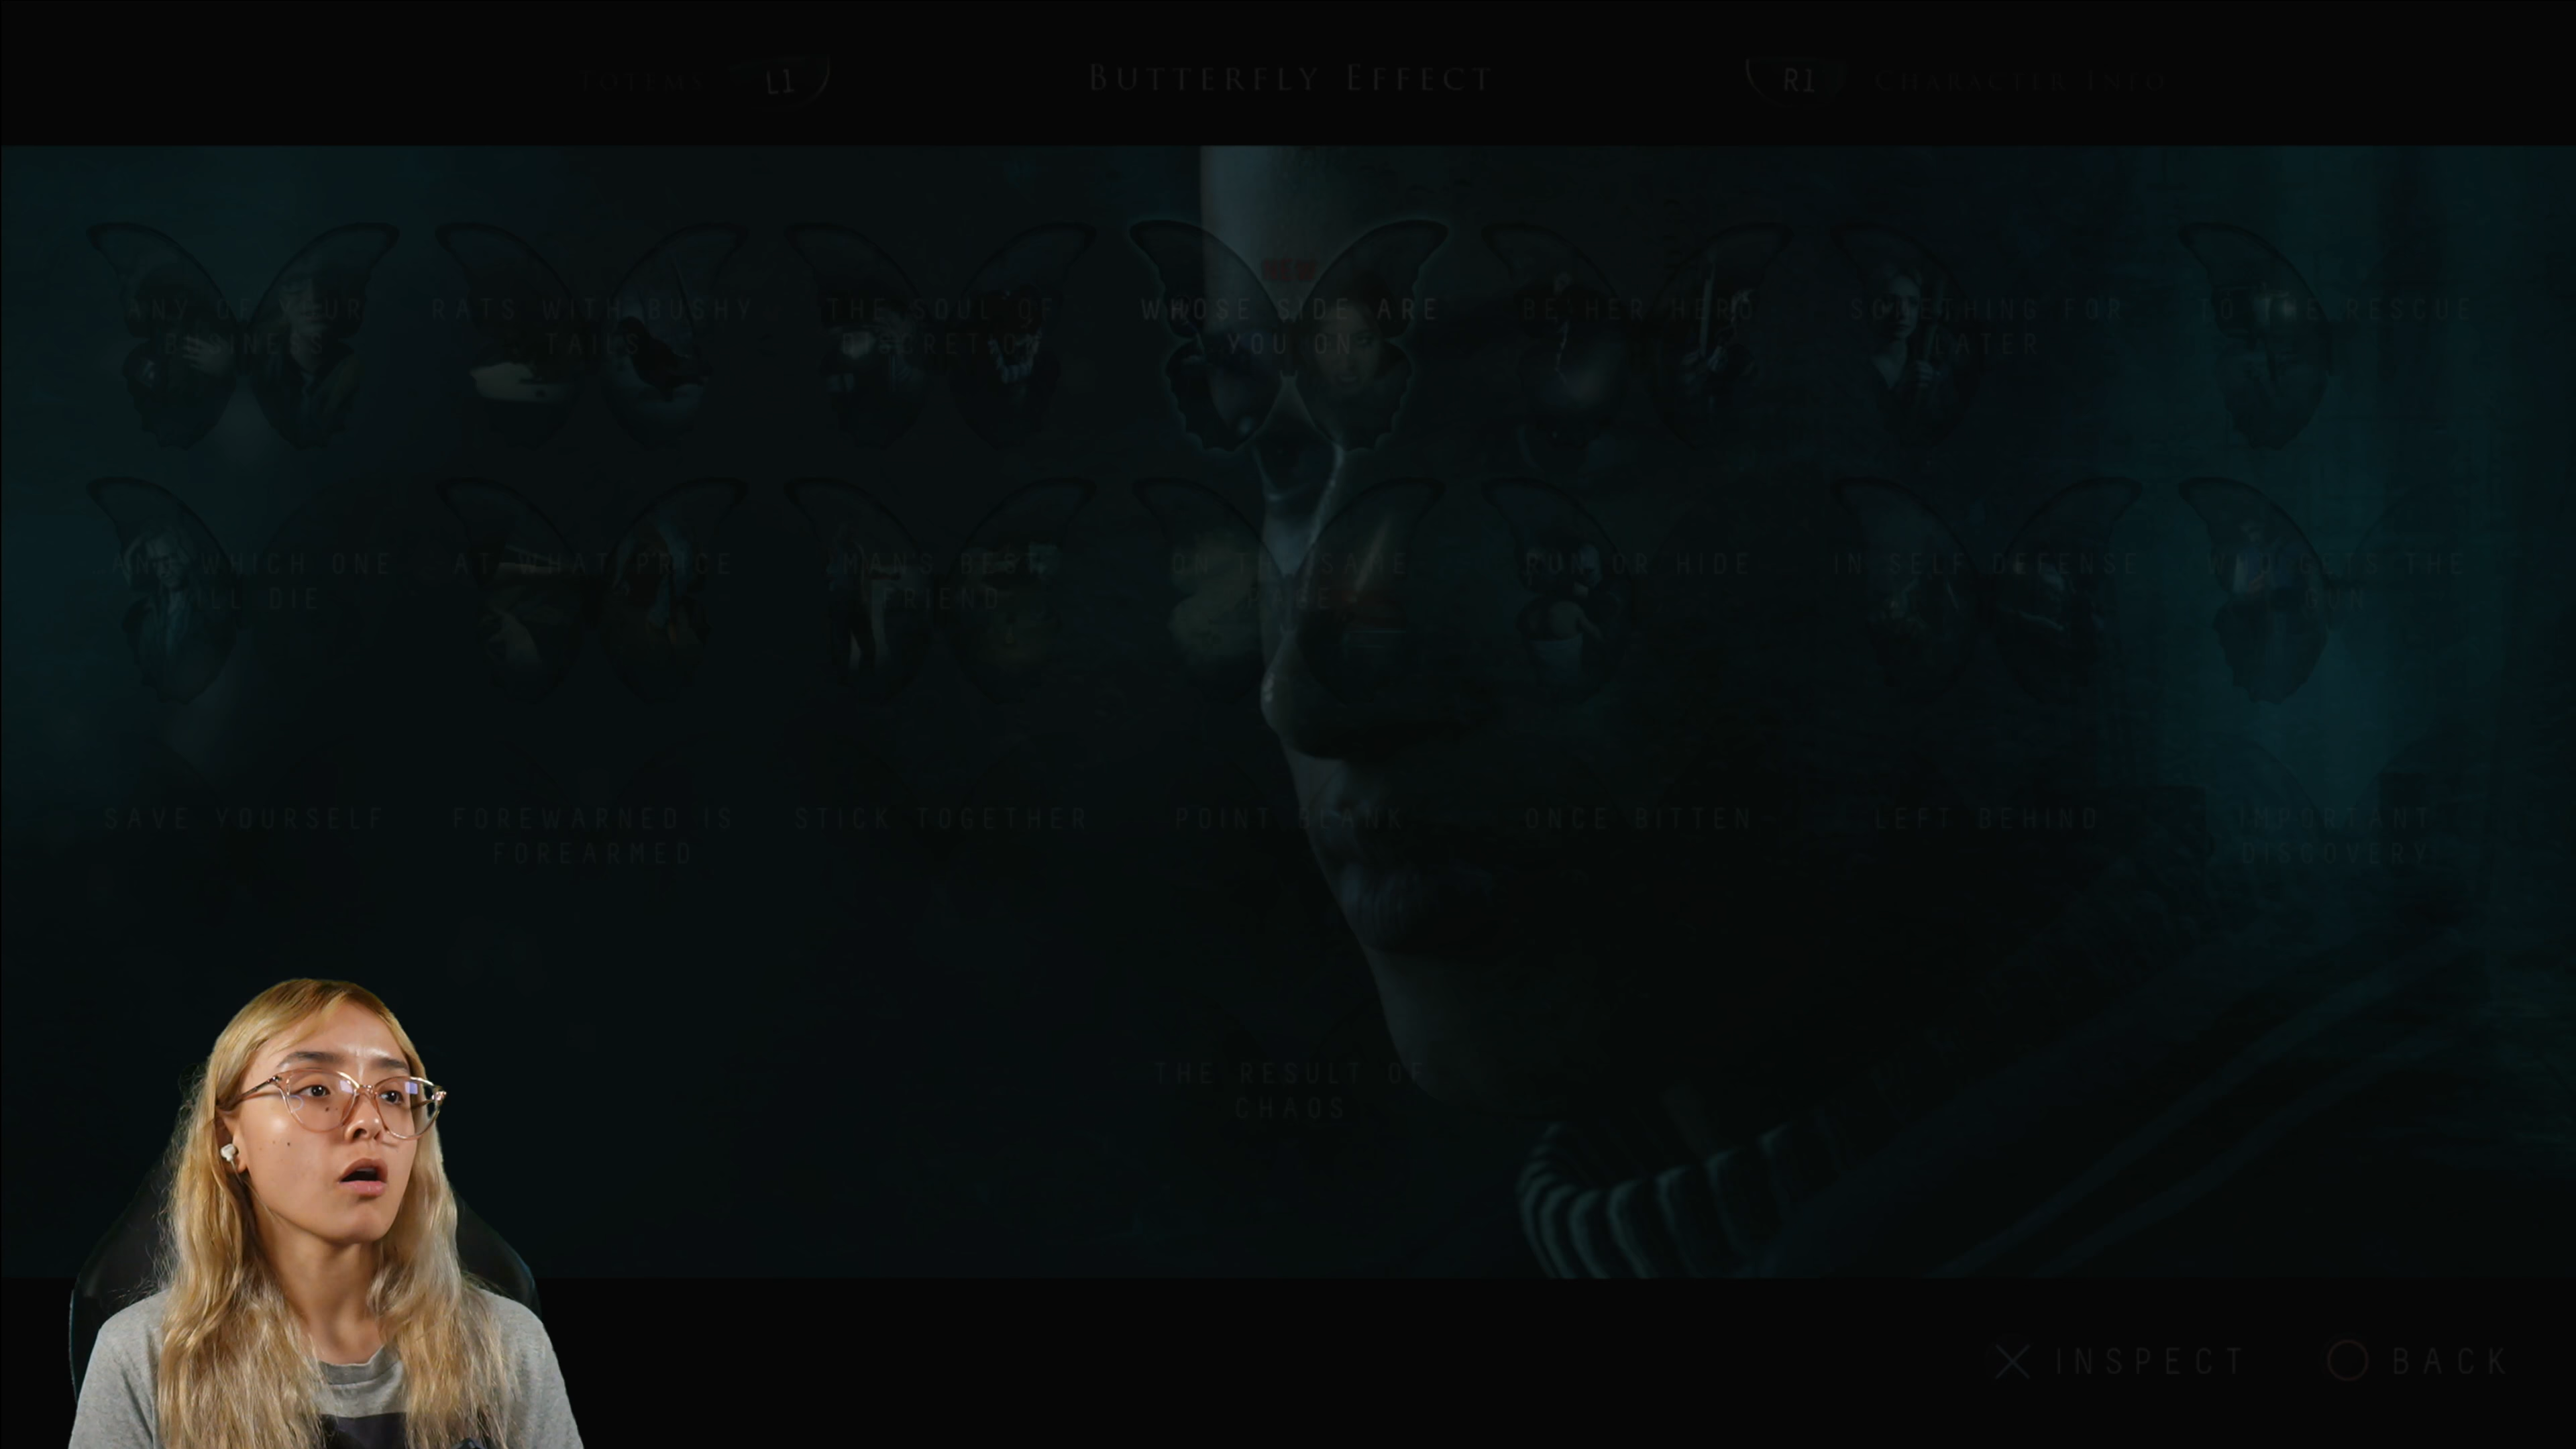 TOTEMS L1 BUTTERFLY EFFECT R1 CHARACTER INFO
ANY OF YOUR BUSINESS
RATS WITH BUSHY TAILS
THE SOUL OF DISCRETION
WHOSE SIDE ARE YOU ON
BE HER HERO
SOMETHING FOR LATER
TO THE RESCUE
AND WHICH ONE WILL DIE
AT WHAT PRICE
MAN'S BEST FRIEND
ON THE SAME PAGE
RUN OR HIDE
IN SELF DEFENSE
WHO GETS THE GUN
SAVE YOURSELF
FOREWARNED IS FOREARMED
STICK TOGETHER
POINT BLANK
ONCE BITTEN
LEFT BEHIND
IMPORTANT DISCOVERY
THE RESULT OF CHAOS
INSPECT BACK